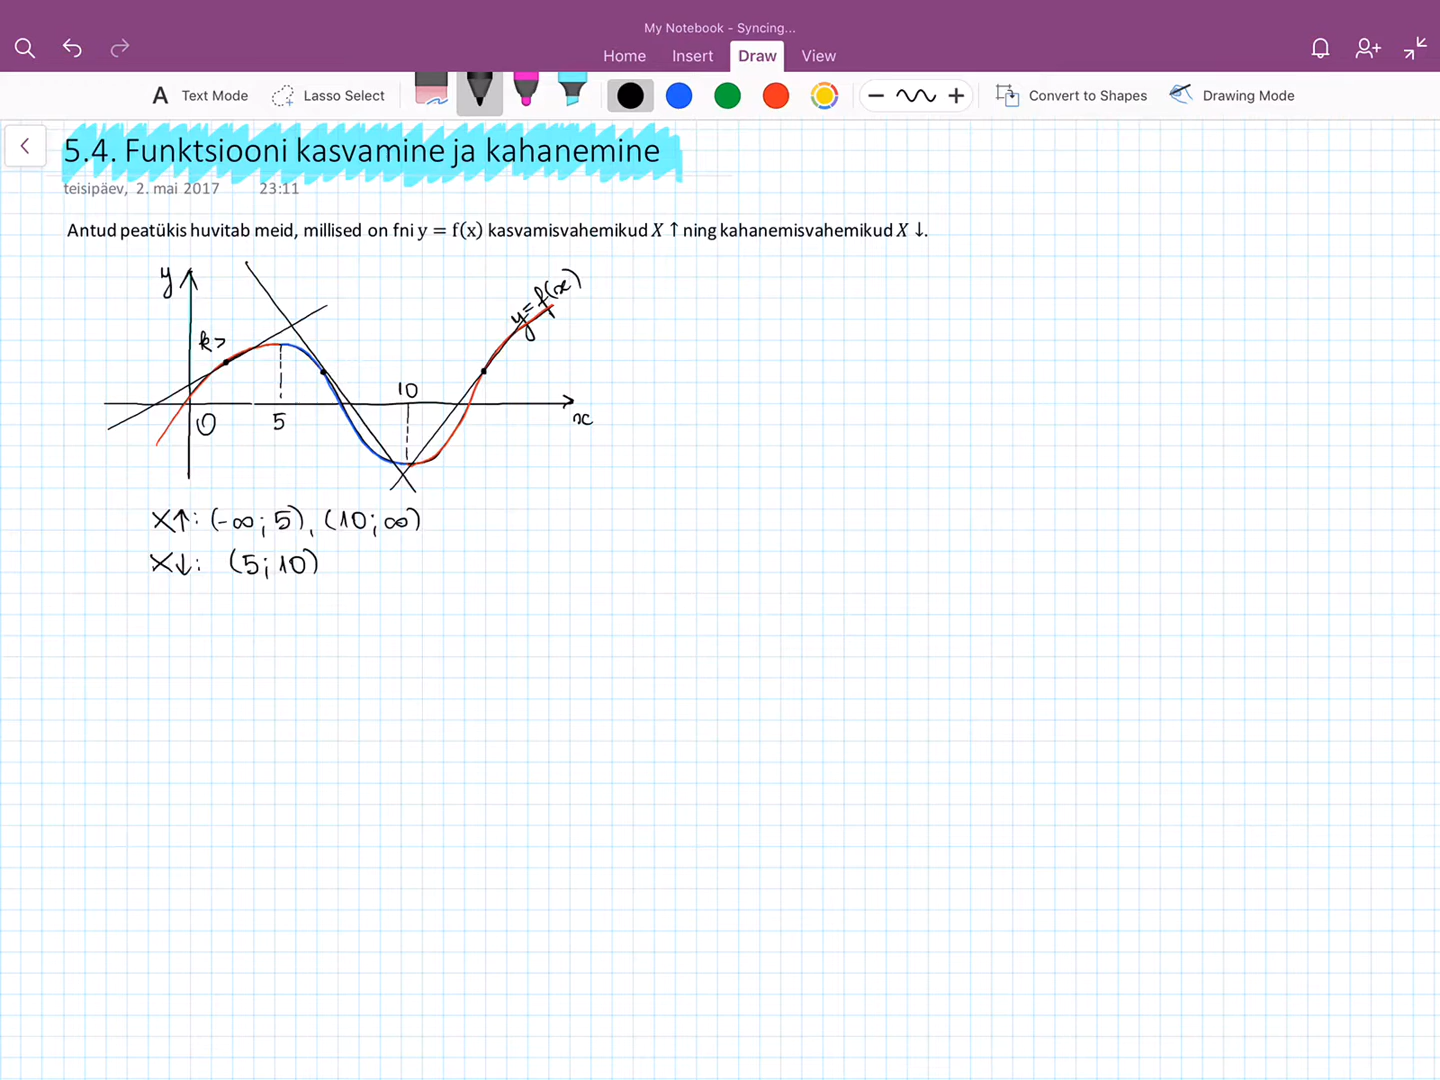 My Notebook - Syncing...
Home Insert Draw View
A Text Mode Lasso Select Convert to Shapes Drawing Mode
5.4. Funktsiooni kasvamine ja kahanemine
teisipäev, 2. mai 2017 23:11
Antud peatükis huvitab meid, millised on fni y = f(x) kasvamisvahemikud X ↑ ning kahanemisvahemikud X ↓.
y
y=f(x)
k>
10
0 5 x
X↑: (-∞; 5), (10; ∞)
X↓: (5; 10)